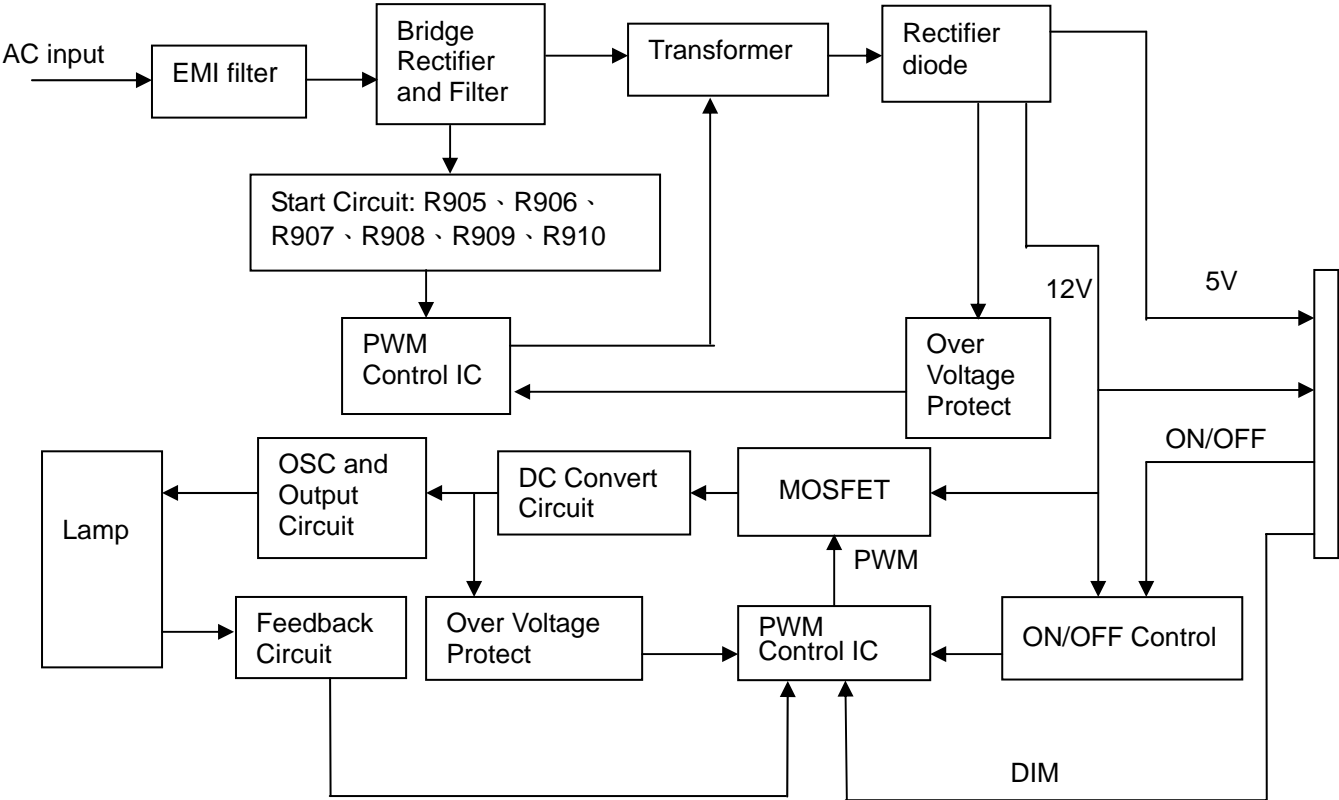 AC input
EMI filter
Bridge
Rectifier
and Filter
Transformer
Rectifier
diode
Start Circuit: R905、R906、
R907、R908、R909、R910
12V
5V
PWM
Control IC
Over
Voltage
Protect
ON/OFF
Lamp
OSC and
Output
Circuit
DC Convert
Circuit
MOSFET
PWM
Feedback
Circuit
Over Voltage
Protect
PWM
Control IC
ON/OFF Control
DIM